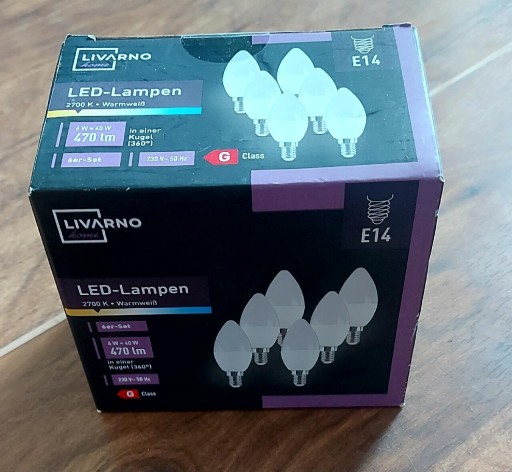 LIVARNO
home
E14
LED-Lampen
2700 K • Warmweiß
4 W = 40 W
470 lm
in einer
Kugel
(360°)
6er-Set
230 V~ 50 Hz
G Class
LIVARNO
home
E14
LED-Lampen
2700 K • Warmweiß
6er-Set
4 W = 40 W
470 lm
in einer
Kugel (360°)
230 V~ 50 Hz
G Class